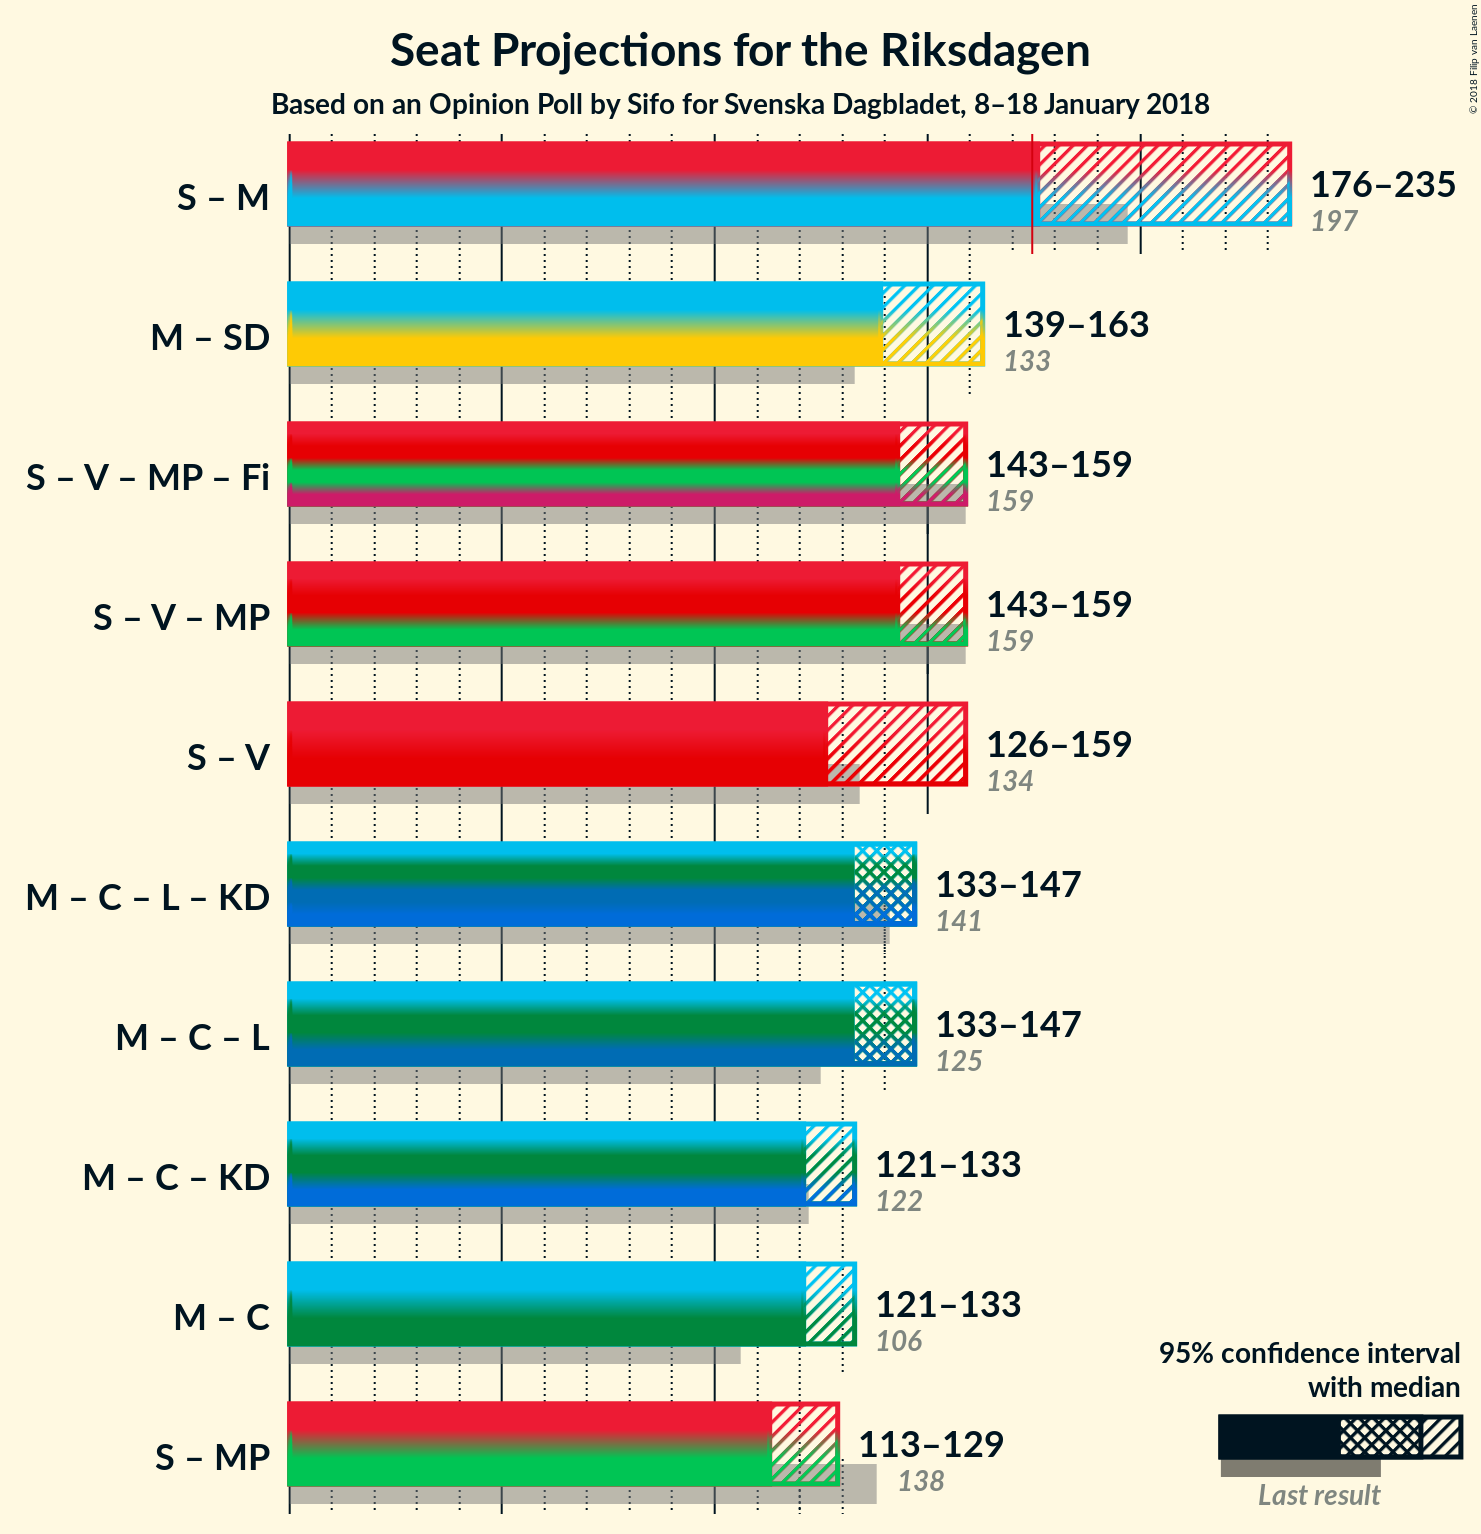 © 2018 Filip van Laenen
Seat Projections for the Riksdagen
Based on an Opinion Poll by Sifo for Svenska Dagbladet, 8–18 January 2018
S – M
176–235
197
M – SD
139–163
133
S – V – MP – Fi
143–159
159
S – V – MP
143–159
159
S – V
126–159
134
M – C – L – KD
133–147
141
M – C – L
133–147
125
M – C – KD
121–133
122
M – C
121–133
106
S – MP
113–129
138
95% confidence interval
with median
Last result